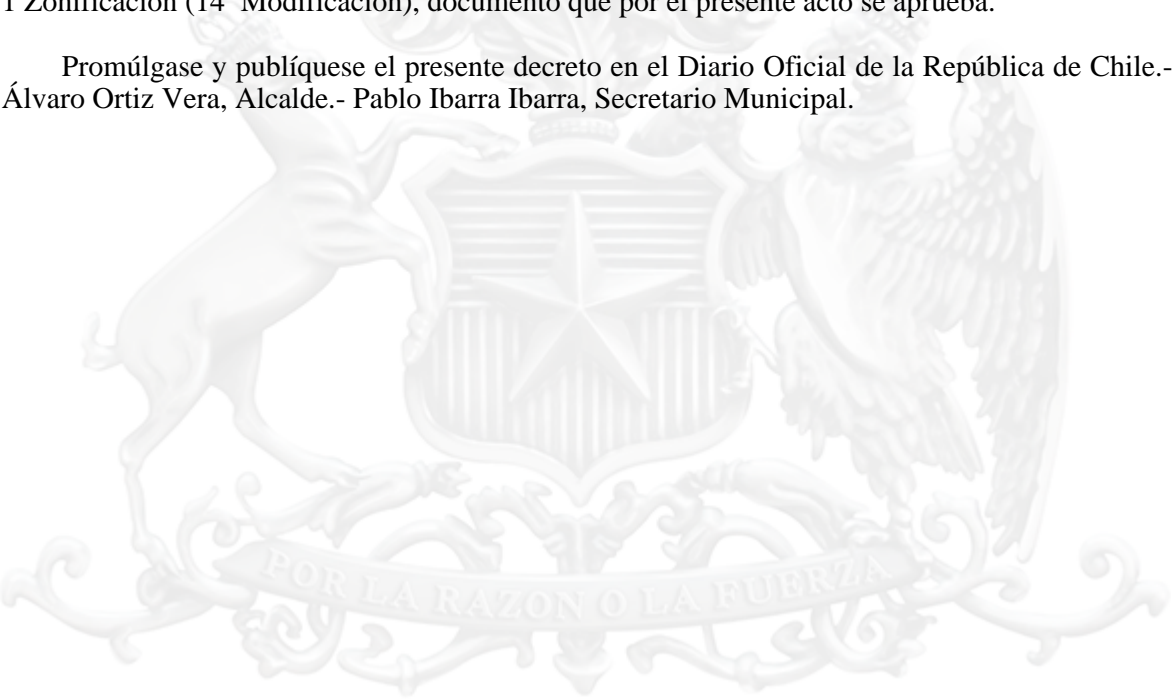 1 Zonificación (14ª Modificación), documento que por el presente acto se aprueba.
Promúlgase y publíquese el presente decreto en el Diario Oficial de la República de Chile.-
Álvaro Ortiz Vera, Alcalde.- Pablo Ibarra Ibarra, Secretario Municipal.
POR LA RAZON O LA FUERZA